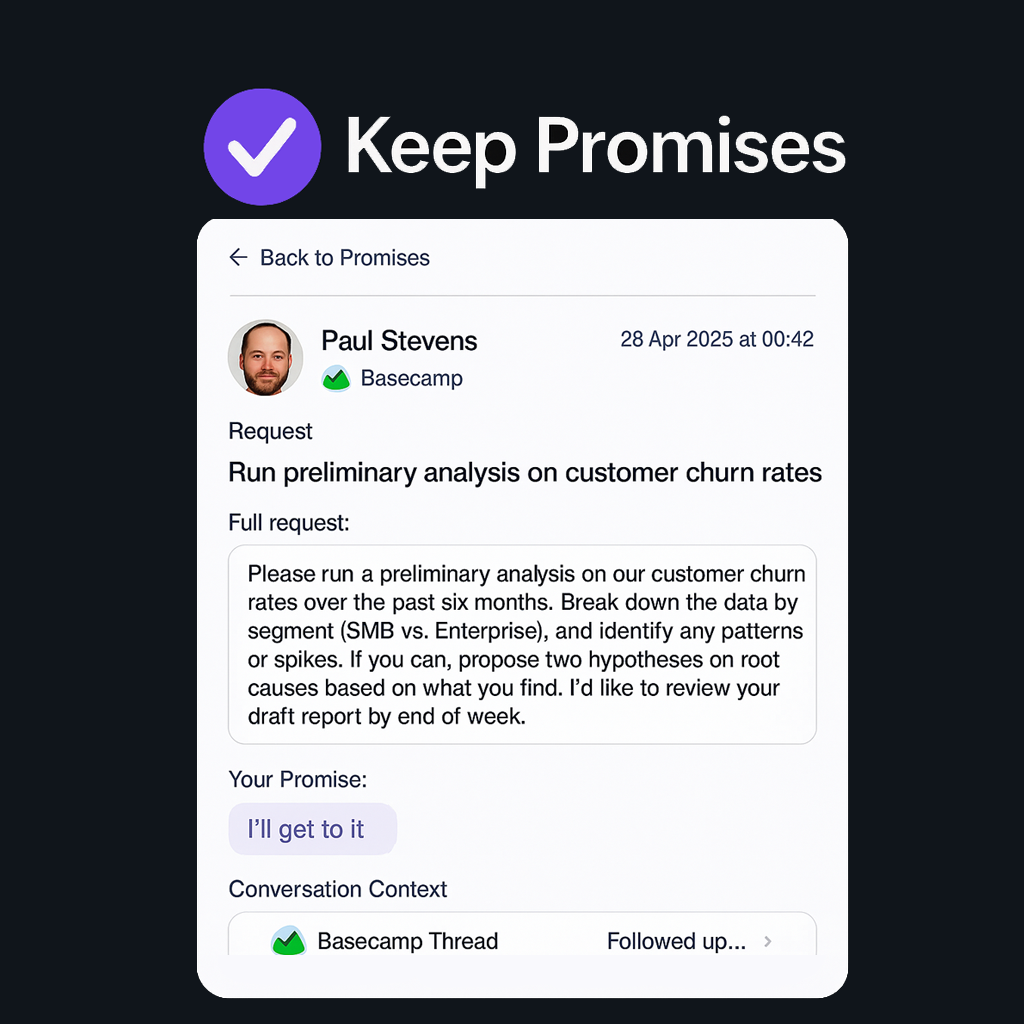 Keep Promises
← Back to Promises
Paul Stevens
28 Apr 2025 at 00:42
Basecamp
Request
Run preliminary analysis on customer churn rates
Full request:
Please run a preliminary analysis on our customer churn
rates over the past six months. Break down the data by
segment (SMB vs. Enterprise), and identify any patterns
or spikes. If you can, propose two hypotheses on root
causes based on what you find. I’d like to review your
draft report by end of week.
Your Promise:
I’ll get to it
Conversation Context
Basecamp Thread
Followed up...